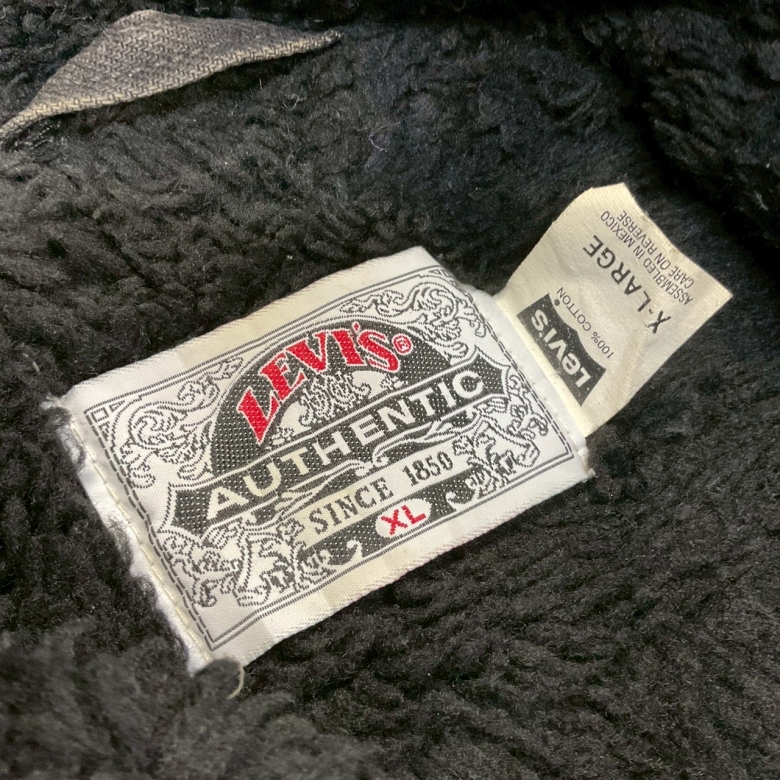 LEVI'S®
AUTHENTIC
SINCE 1850
XL
LEVI'S
100% COTTON
X-LARGE
ASSEMBLED IN MEXICO
CARE ON REVERSE